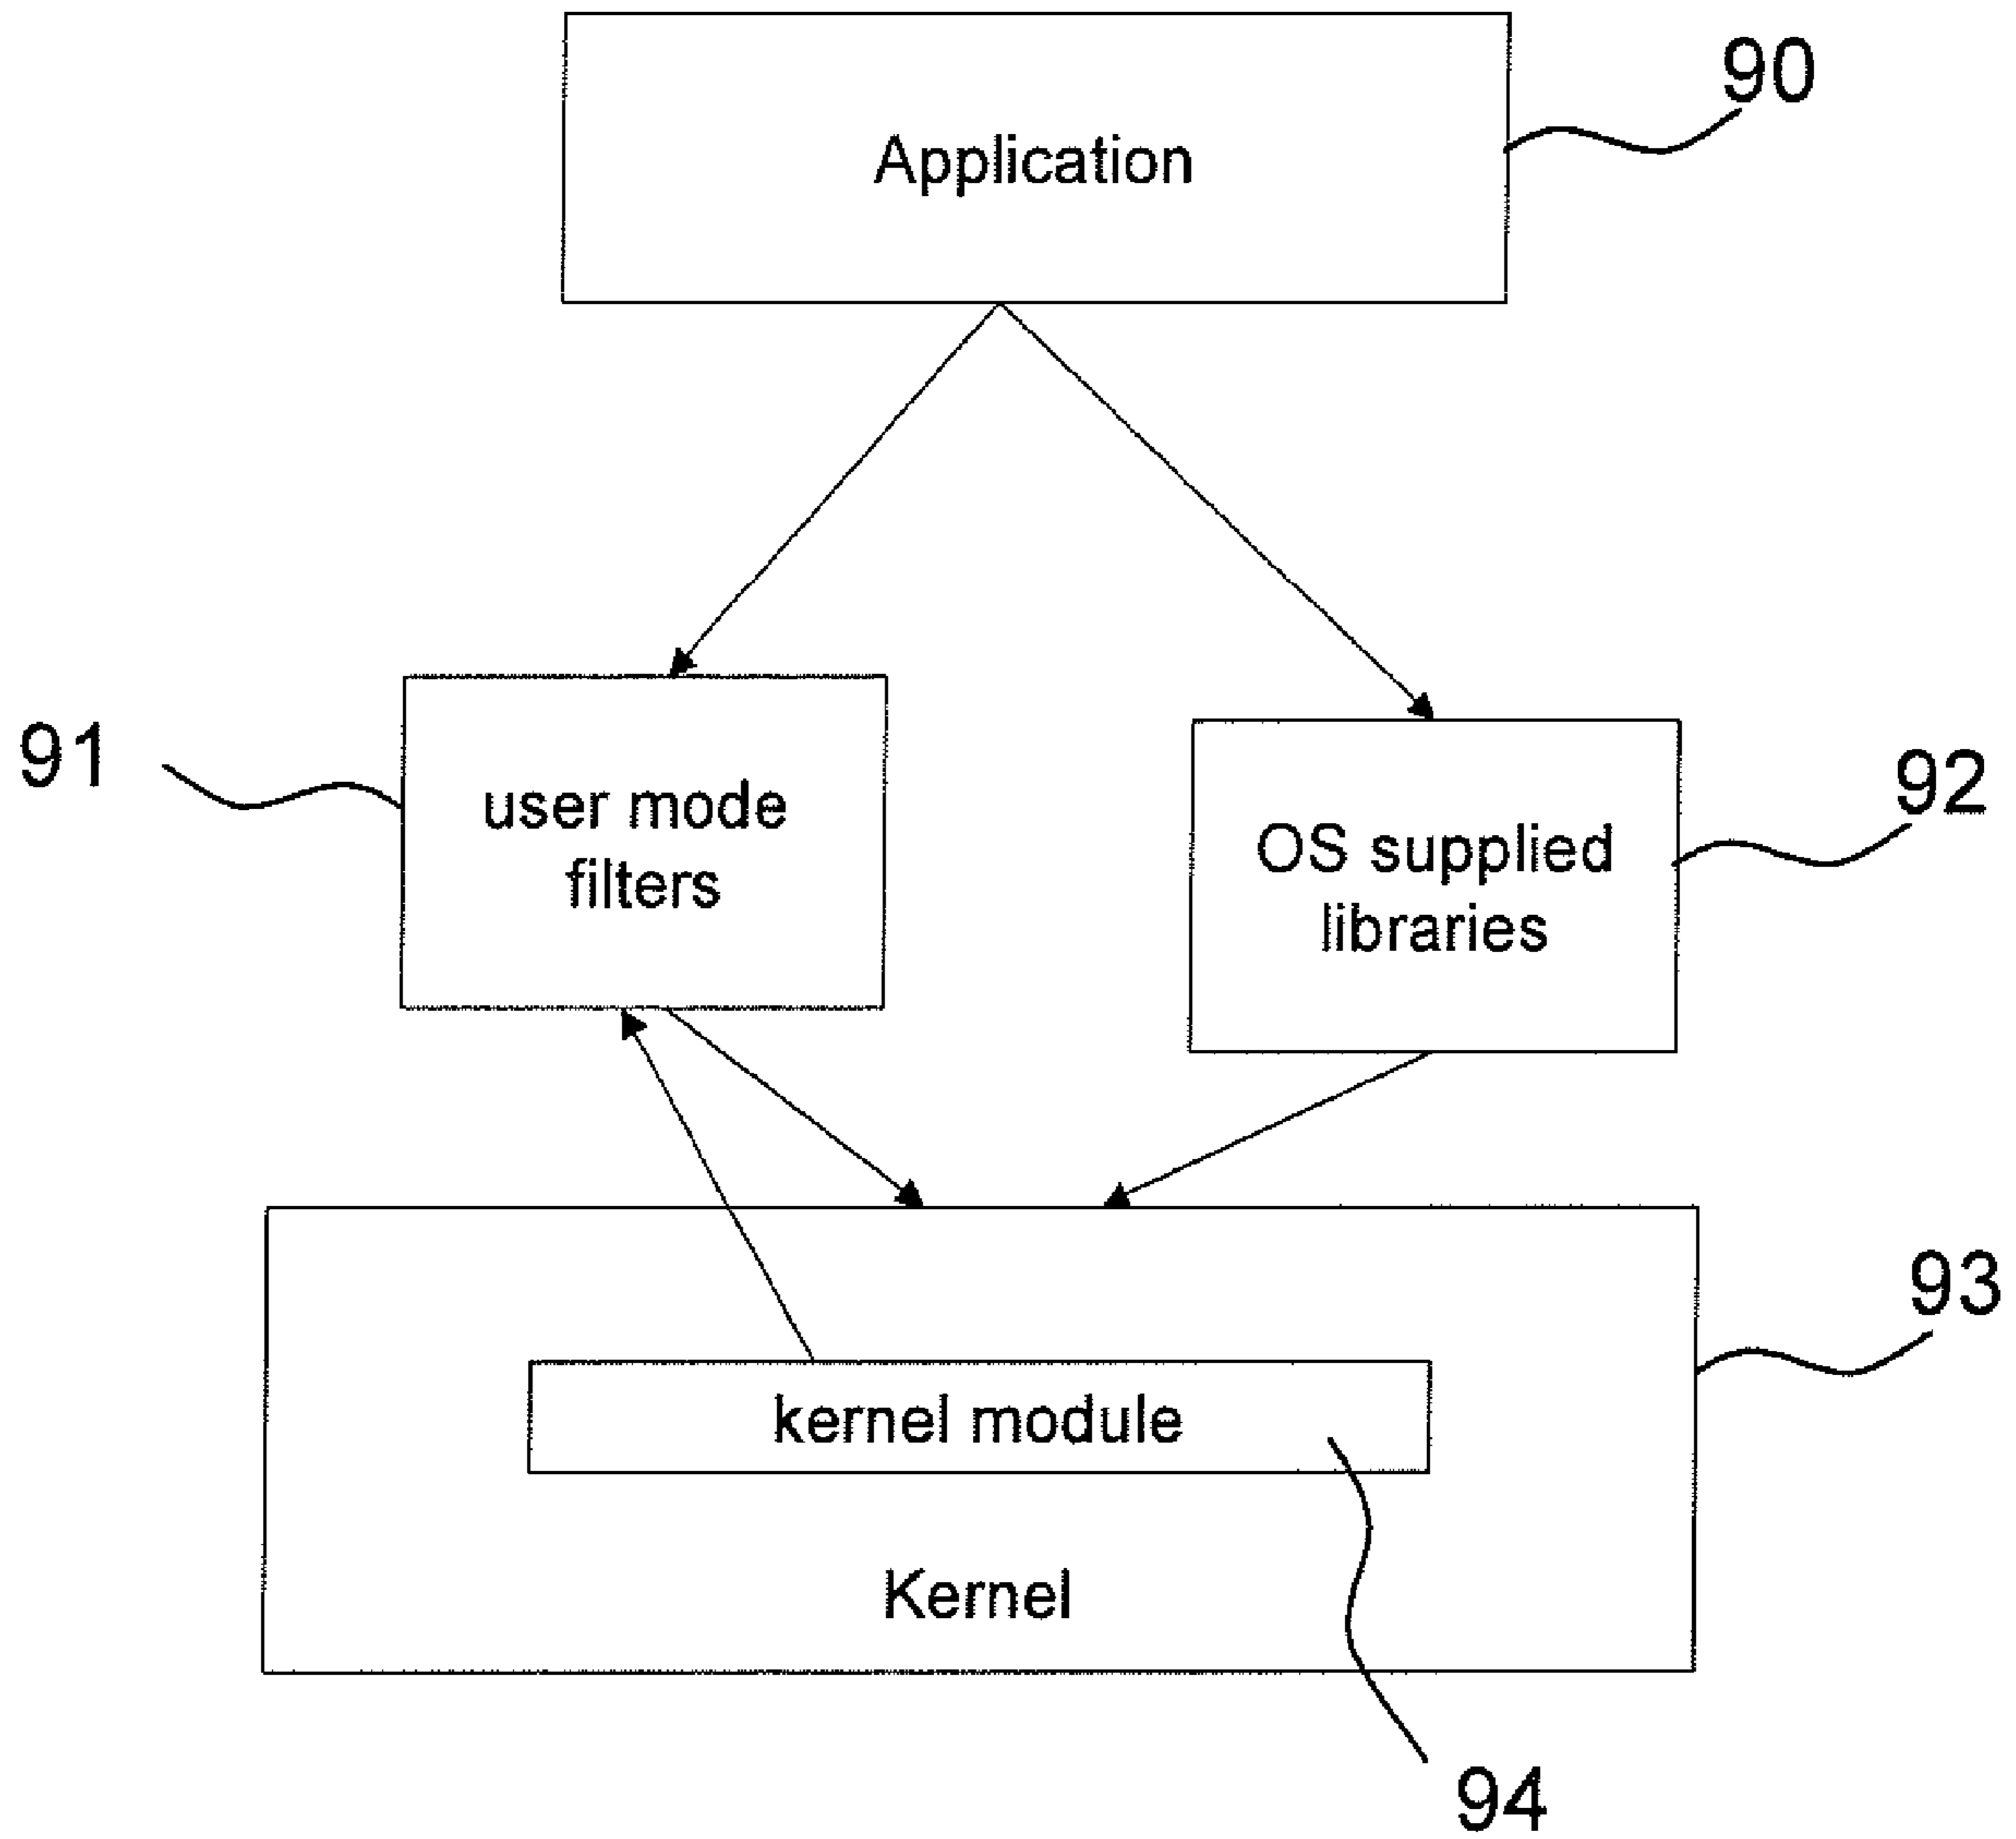 90
Application
91
user mode
filters
92
OS supplied
libraries
93
kernel module
Kernel
94